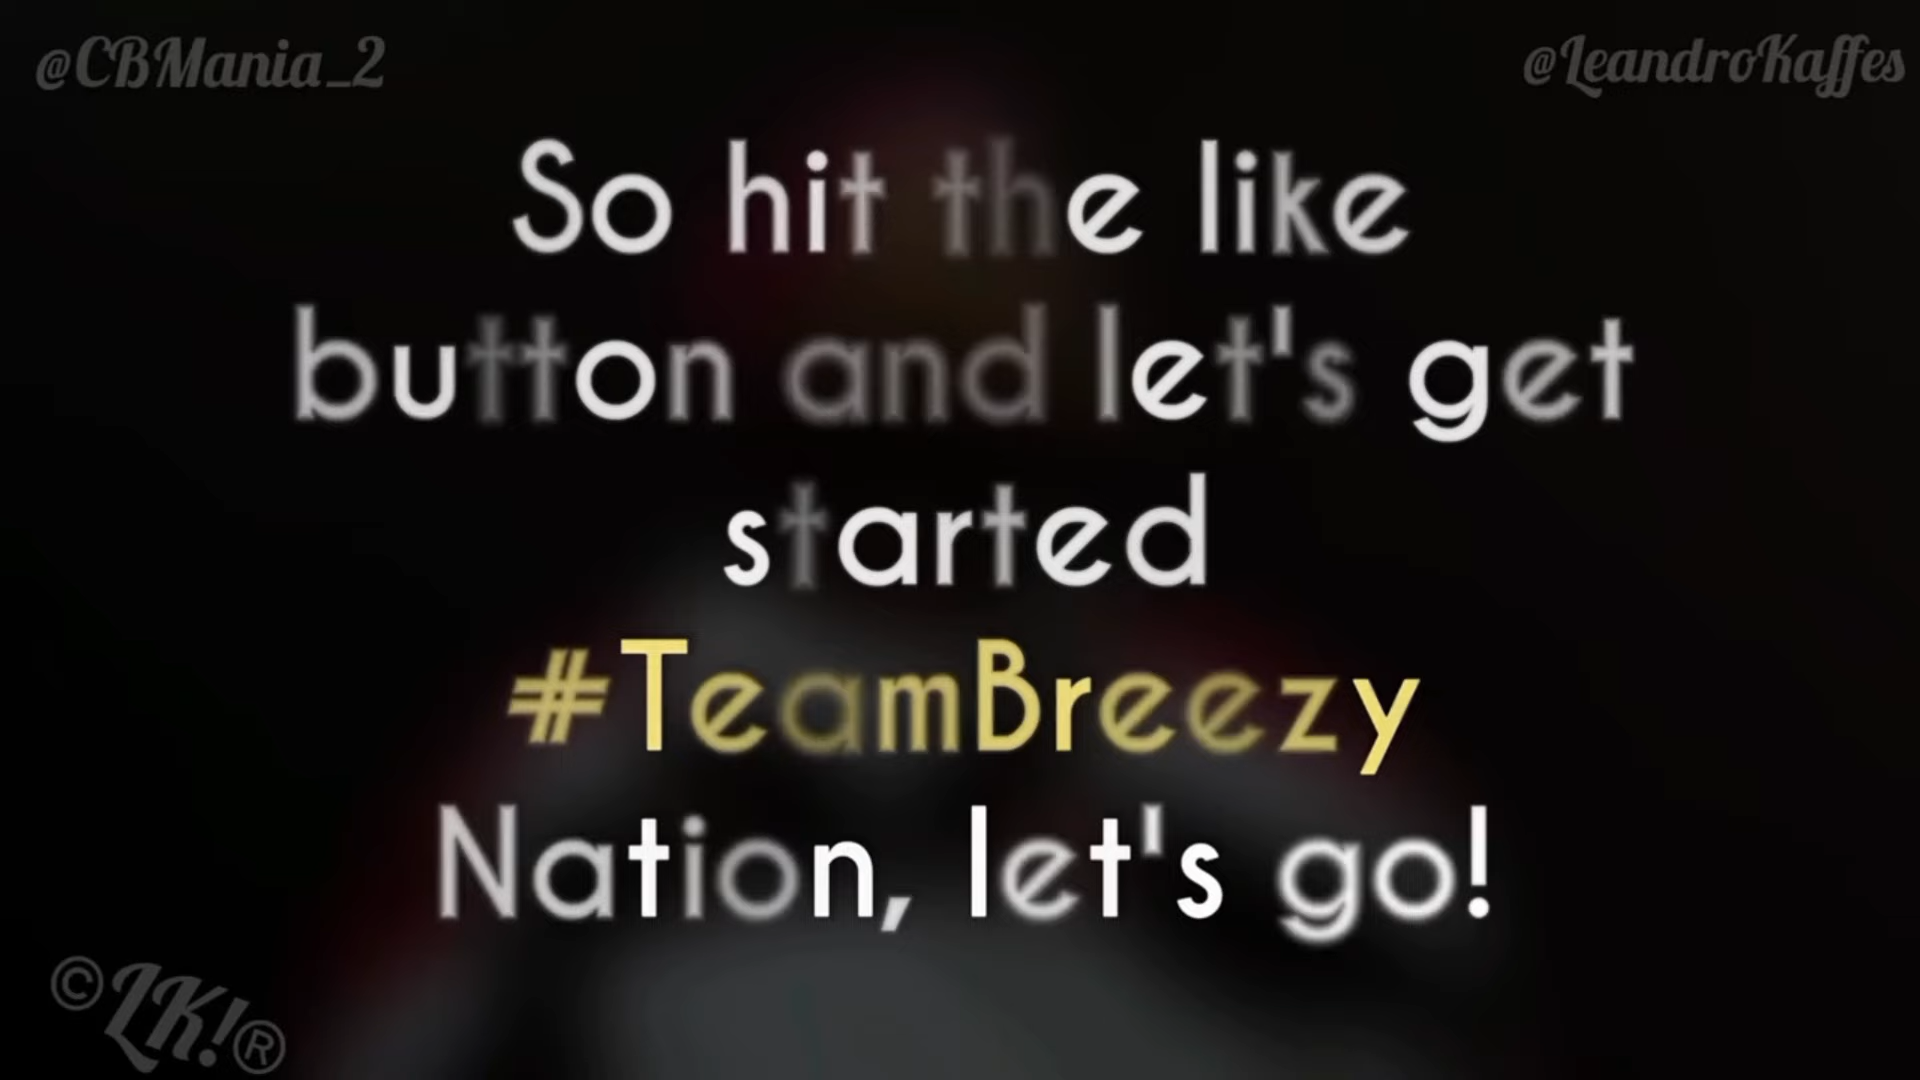 @CBMania_2
@LeandroKaffes
So hit the like
button and let's get
started
#TeamBreezy
Nation, let's go!
©LK!®